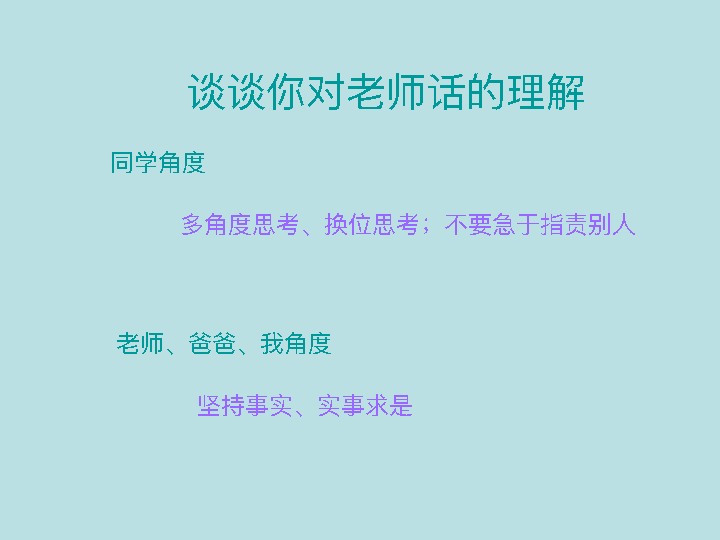 谈谈你对老师话的理解
同学角度
多角度思考、换位思考；不要急于指责别人
老师、爸爸、我角度
坚持事实、实事求是